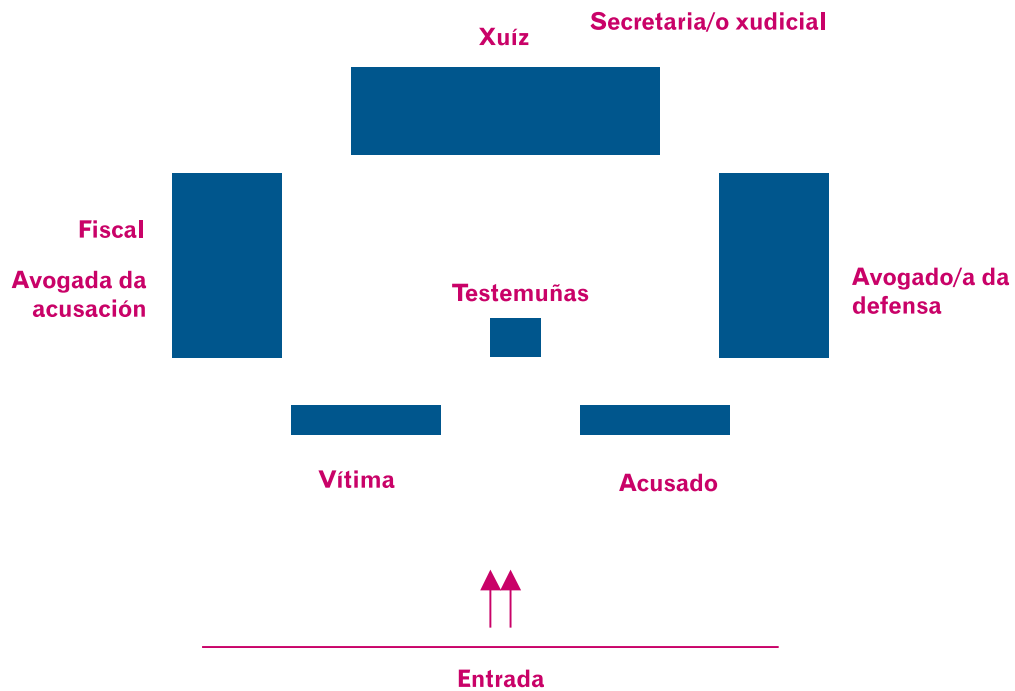 Secretaria/o xudicial
Xuíz
Fiscal
Avogada da
acusación
Testemuñas
Avogado/a da
defensa
Vítima
Acusado
Entrada